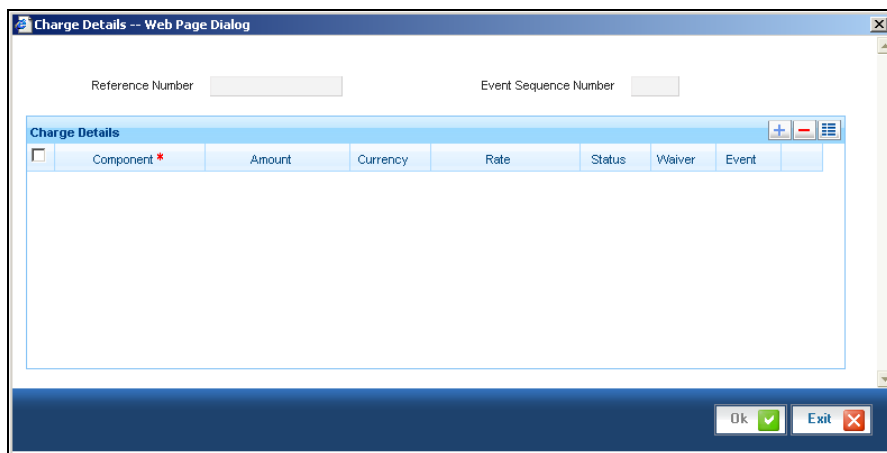 Charge Details -- Web Page Dialog
Reference Number Event Sequence Number
Charge Details
Component * Amount Currency Rate Status Waiver Event
Ok Exit